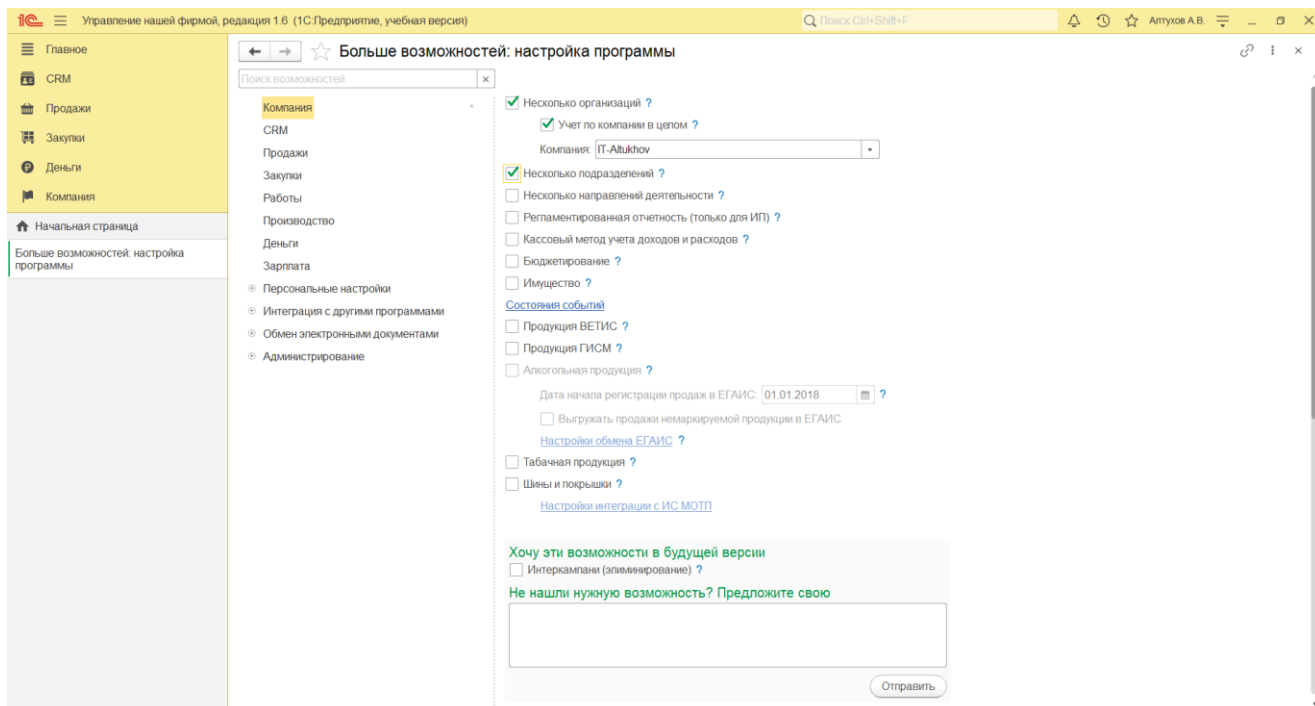 1С Управление нашей фирмой, редакция 1.6 (1С:Предприятие, учебная версия) Поиск Ctrl+Shift+F Алтухов А.В.
Главное
CRM
Продажи
Закупки
Деньги
Компания
Начальная страница
Больше возможностей: настройка
программы
Больше возможностей: настройка программы
Поиск возможностей
Компания
CRM
Продажи
Закупки
Работы
Производство
Деньги
Зарплата
Персональные настройки
Интеграция с другими программами
Обмен электронными документами
Администрирование
Несколько организаций ?
Учет по компании в целом ?
Компания: IT-Altukhov
Несколько подразделений ?
Несколько направлений деятельности ?
Регламентированная отчетность (только для ИП) ?
Кассовый метод учета доходов и расходов ?
Бюджетирование ?
Имущество ?
Состояния событий
Продукция ВЕТИС ?
Продукция ГИСМ ?
Алкогольная продукция ?
Дата начала регистрации продаж в ЕГАИС: 01.01.2018 ?
Выгружать продажи немаркируемой продукции в ЕГАИС
Настройки обмена ЕГАИС ?
Табачная продукция ?
Шины и покрышки ?
Настройки интеграции с ИС МОТП
Хочу эти возможности в будущей версии
Интеркампани (элиминирование) ?
Не нашли нужную возможность? Предложите свою
Отправить